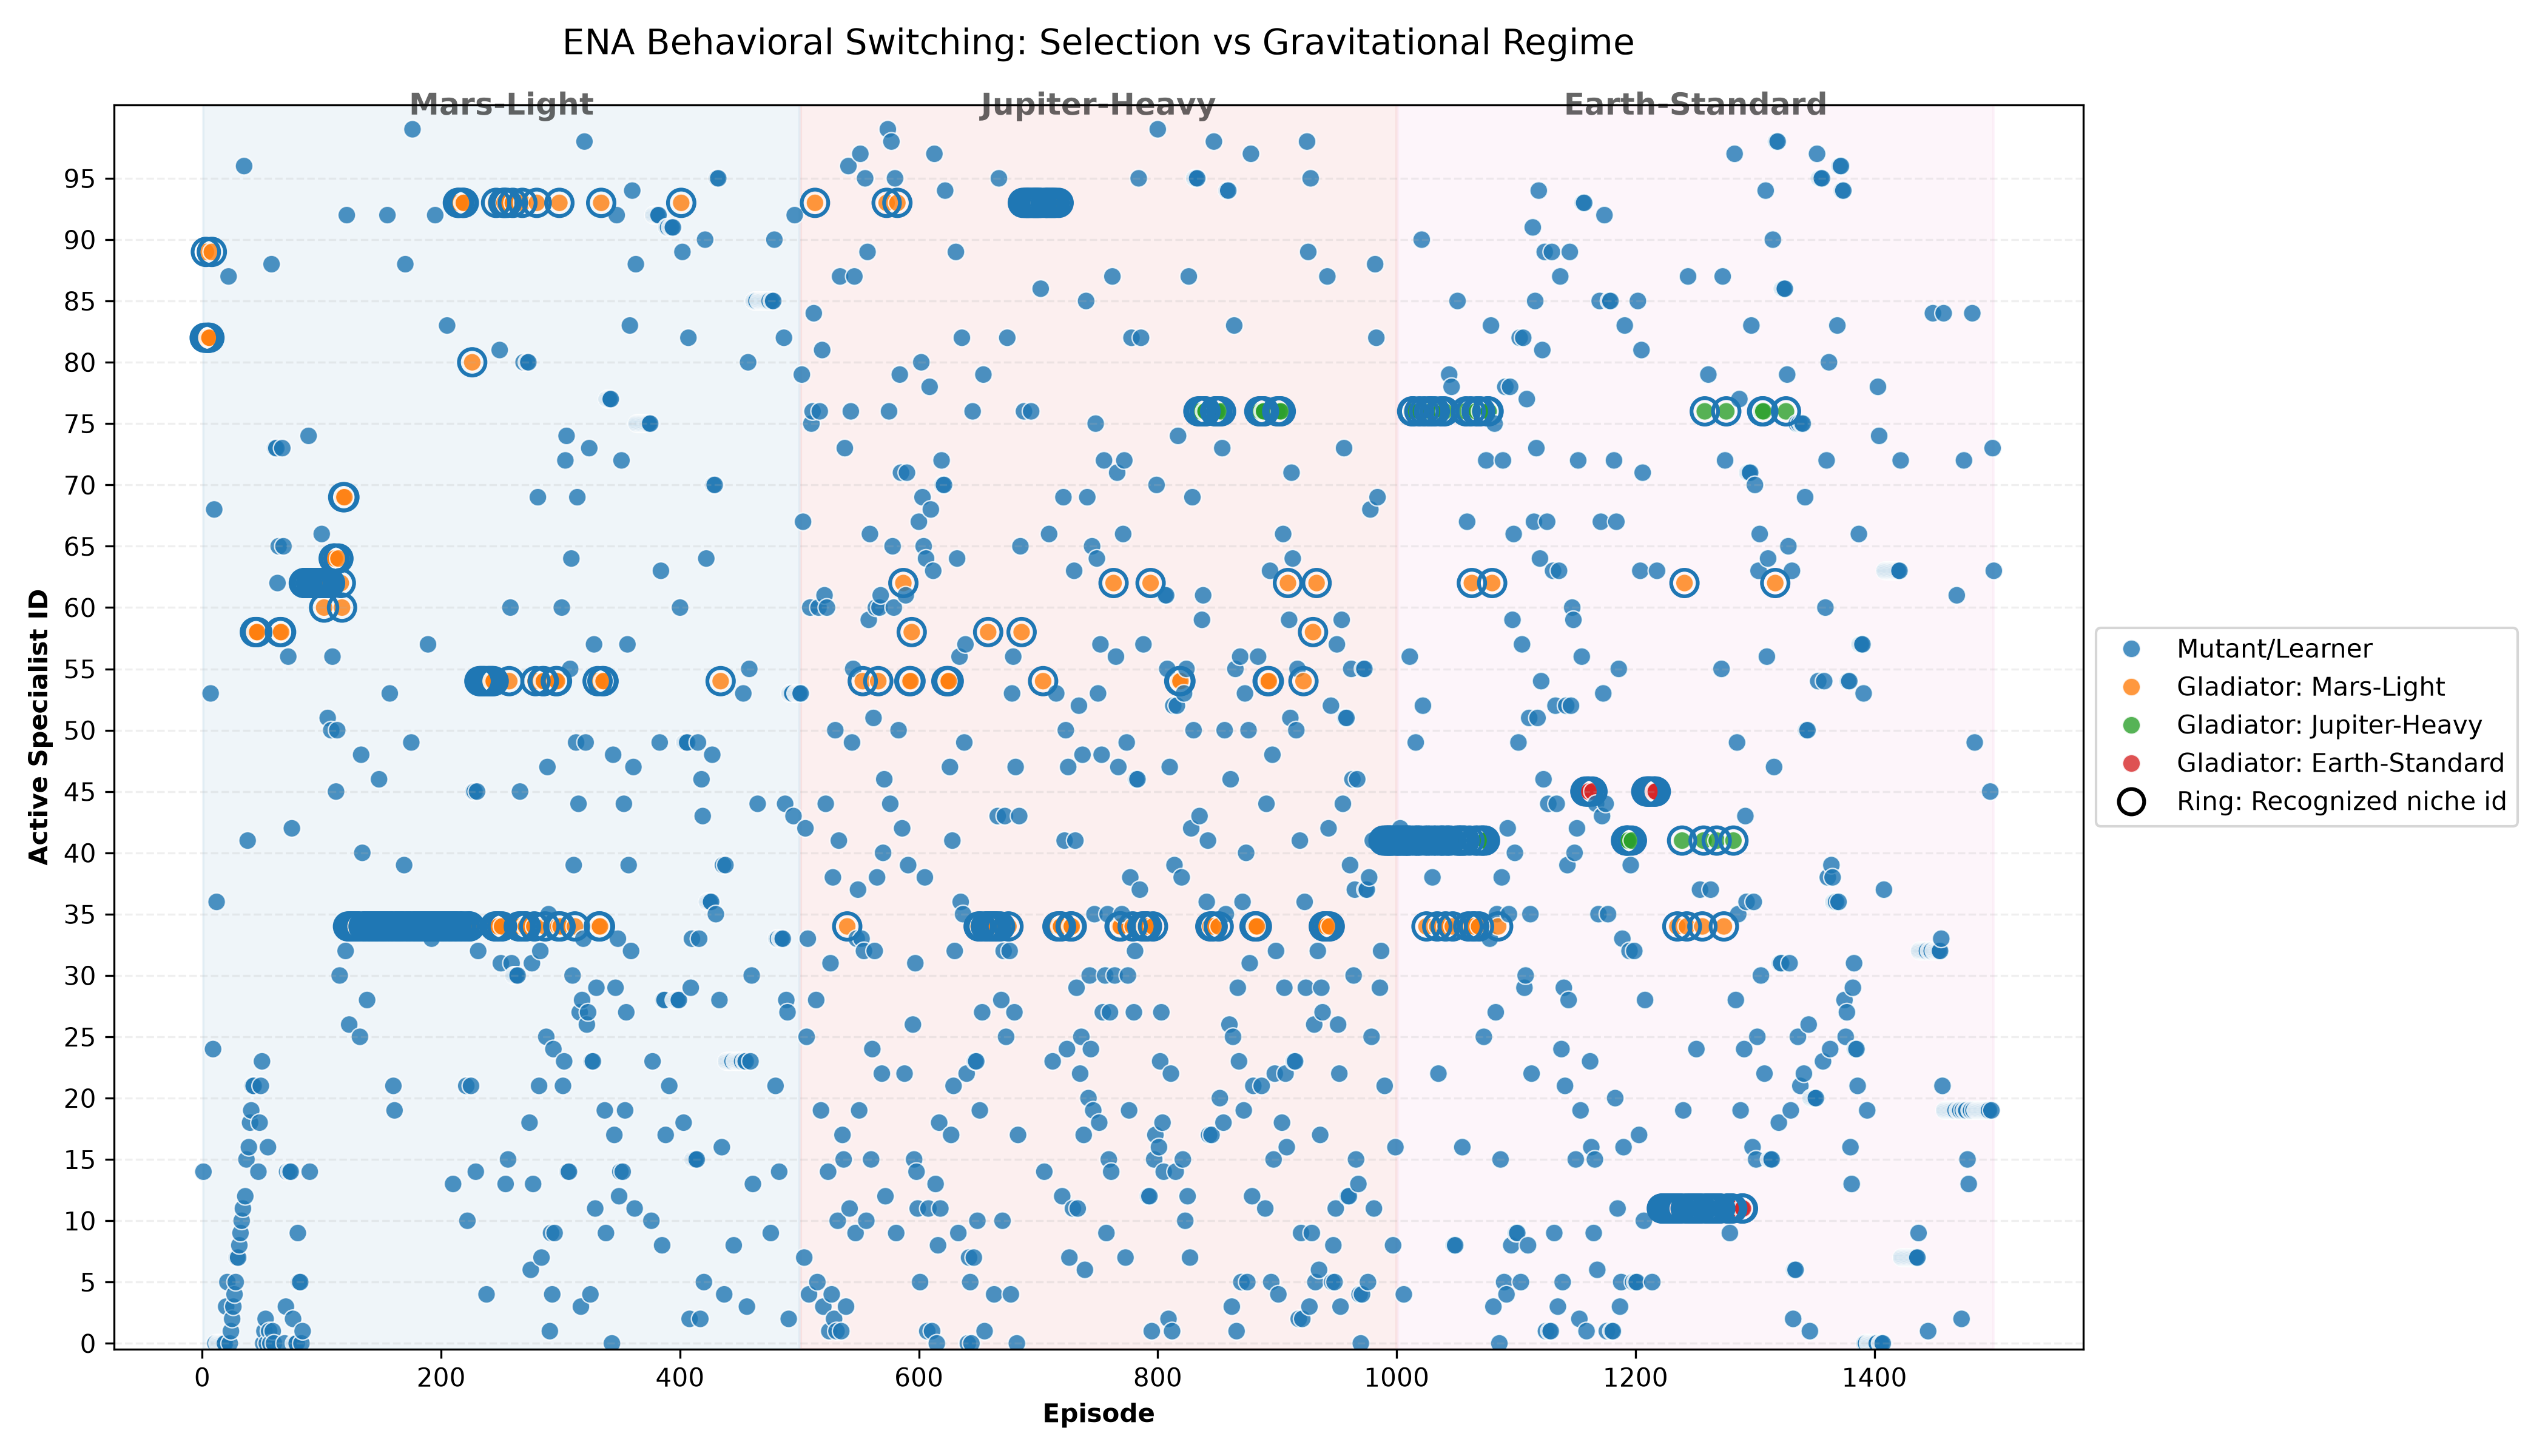 ENA Behavioral Switching: Selection vs Gravitational Regime
Mars-Light
Jupiter-Heavy
Earth-Standard
Active Specialist ID
95
90
85
80
75
70
65
60
55
50
45
40
35
30
25
20
15
10
5
0
0
200
400
600
800
1000
1200
1400
Episode
Mutant/Learner
Gladiator: Mars-Light
Gladiator: Jupiter-Heavy
Gladiator: Earth-Standard
Ring: Recognized niche id